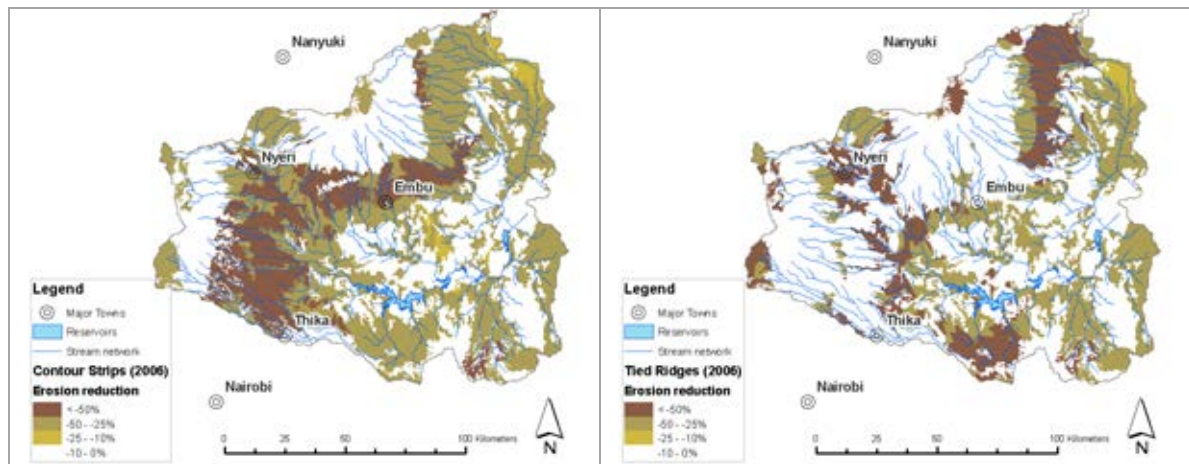 Nanyuki
Nyeri
Embu
Thika
Nairobi
Legend
Major Towns
Reservoirs
Stream network
Contour Strips (2006)
Erosion reduction
< -50%
-50 - -25%
-25 - -10%
-10 - 0%
0 25 50 100 Kilometers
N
Nanyuki
Nyeri
Embu
Thika
Nairobi
Legend
Major Towns
Reservoirs
Stream network
Tied Ridges (2006)
Erosion reduction
< -50%
-50 - -25%
-25 - -10%
-10 - 0%
0 25 50 100 Kilometers
N